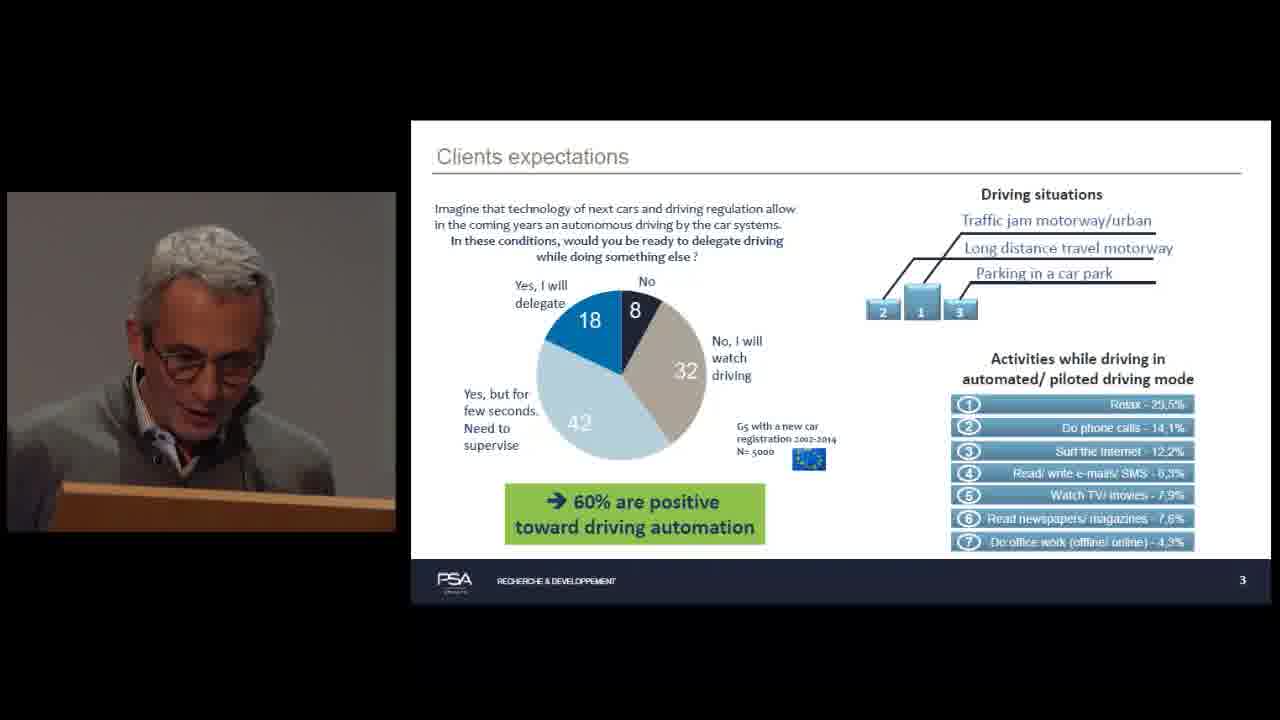 Clients expectations
Imagine that technology of next cars and driving regulation allow
in the coming years an autonomous driving by the car systems.
In these conditions, would you be ready to delegate driving
while doing something else ?
Yes, I will
delegate
No
18
8
No, I will
watch
driving
32
Yes, but for
few seconds.
Need to
supervise
42
G5 with a new car
registration 2002-2014
N= 5000
➔ 60% are positive
toward driving automation
Driving situations
Traffic jam motorway/urban
Long distance travel motorway
Parking in a car park
2
1
3
Activities while driving in
automated/ piloted driving mode
1 Relax -
2 Do phone calls - 14,1%
3 Surf the Internet - 12,2%
4 Read/ write e-mails/ SMS -
5 Watch TV/ movies - 7,9%
6 Read newspapers/ magazines - 7,6%
7 Do office work (offline/ online) - 4,3%
PSA
RECHERCHE & DEVELOPPEMENT
3